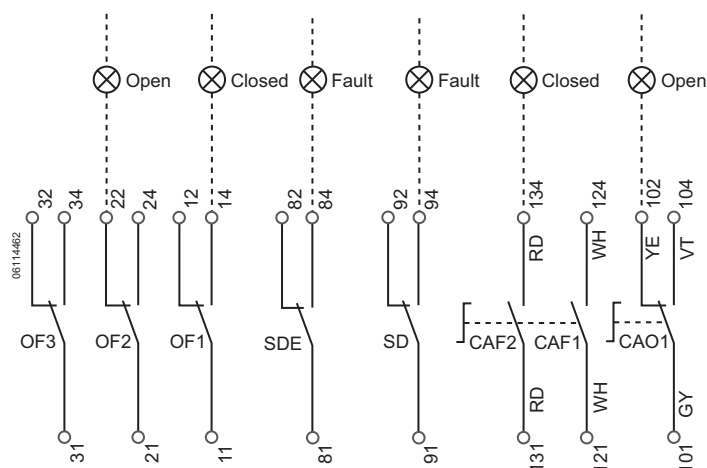 Open Closed Fault Fault Closed Open
32 34 22 24 12 14 82 84 92 94 134 124 102 104
06114462
RD WH YE VT
OF3 OF2 OF1 SDE SD CAF2 CAF1 CAO1
RD WH GY
31 21 11 81 91 131 121 101